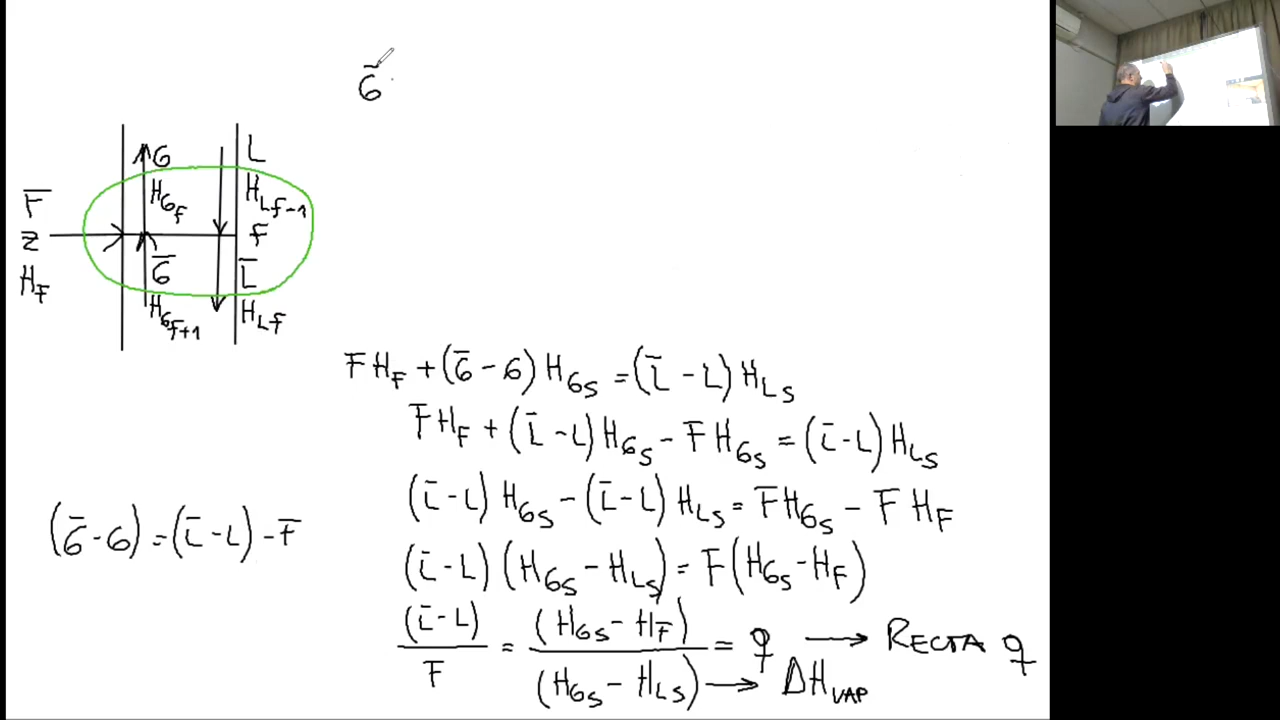 Ḡ
G L
F H_Gf H_Lf-1
z f
H_F Ḡ L̄
H_Gf+1 H_Lf
F H_F + (Ḡ - G) H_GS = (L̄ - L) H_LS
F H_F + (L̄ - L) H_GS - F H_GS = (L̄ - L) H_LS
(L̄ - L) H_GS - (L̄ - L) H_LS = F H_GS - F H_F
(Ḡ - G) = (L̄ - L) - F
(L̄ - L) (H_GS - H_LS) = F (H_GS - H_F)
(L̄ - L) / F = (H_GS - H_F) / (H_GS - H_LS) = q → RECTA q
→ ΔH_VAP